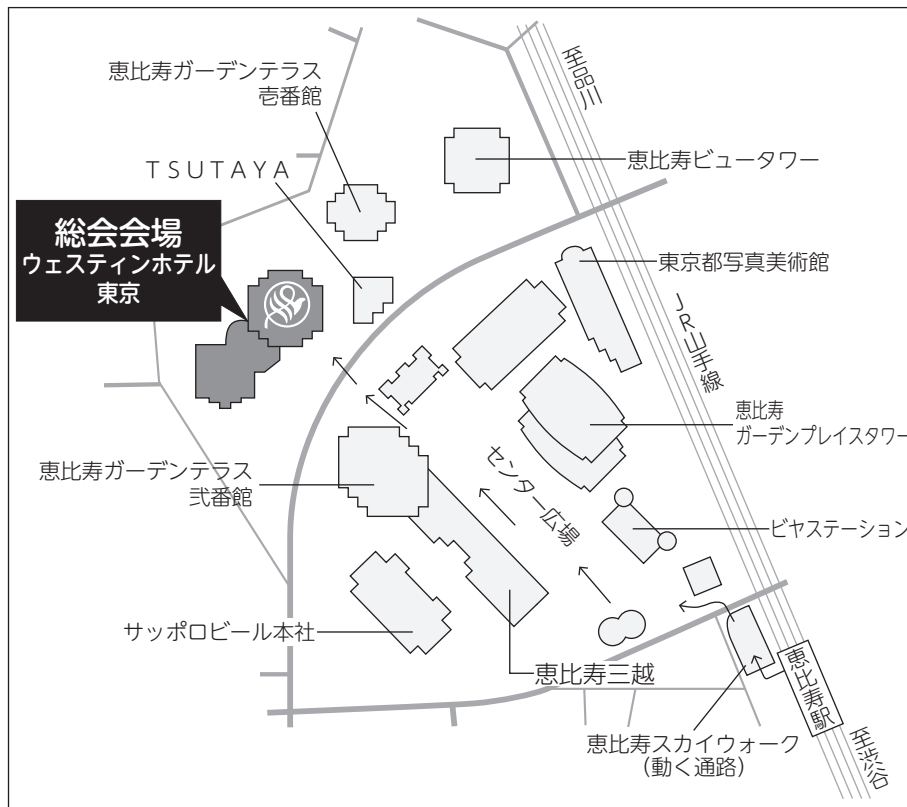 至品川
恵比寿ガーデンテラス
壱番館
恵比寿ビュータワー
TSUTAYA
総会会場
ウェスティンホテル
東京
東京都写真美術館
JR山手線
恵比寿
ガーデンプレイスタワー
恵比寿ガーデンテラス
弐番館
センター広場
ビヤステーション
サッポロビール本社
恵比寿三越
恵比寿駅
恵比寿スカイウォーク
(動く通路)
至渋谷